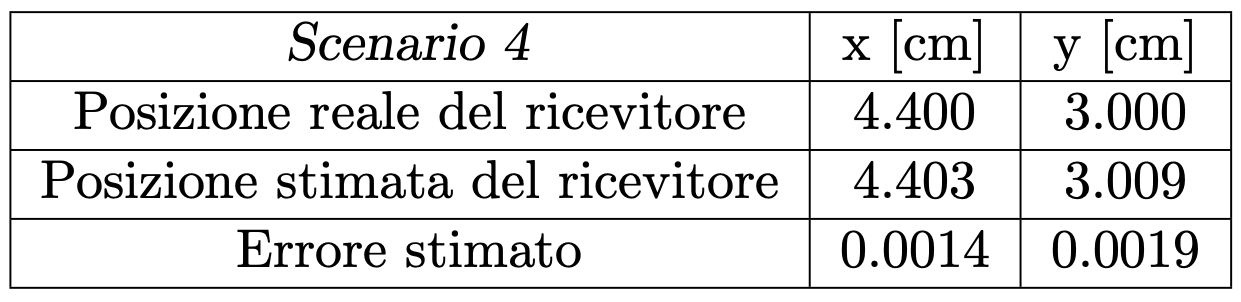 Scenario 4 x [cm] y [cm]
Posizione reale del ricevitore 4.400 3.000
Posizione stimata del ricevitore 4.403 3.009
Errore stimato 0.0014 0.0019